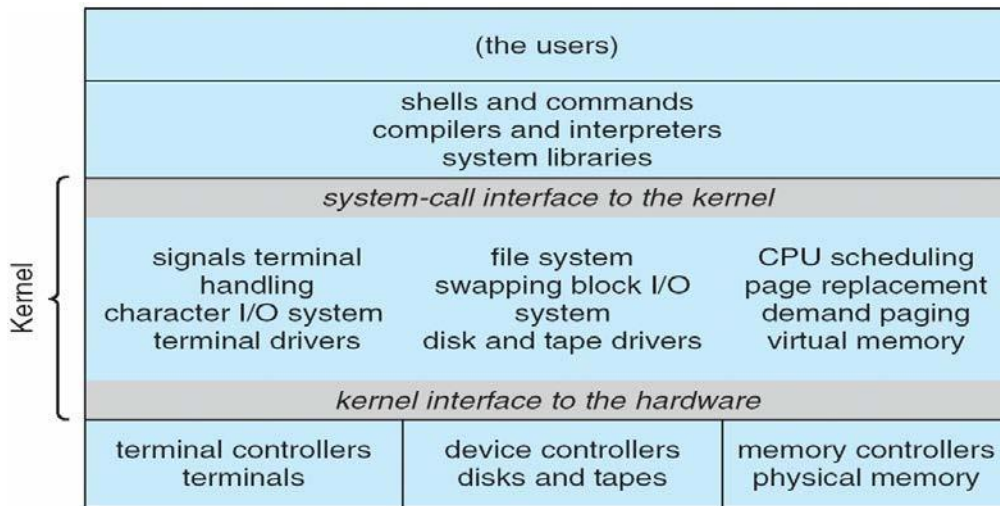 (the users)
shells and commands
compilers and interpreters
system libraries
Kernel
system-call interface to the kernel
signals terminal
handling
character I/O system
terminal drivers
file system
swapping block I/O
system
disk and tape drivers
CPU scheduling
page replacement
demand paging
virtual memory
kernel interface to the hardware
terminal controllers
terminals
device controllers
disks and tapes
memory controllers
physical memory